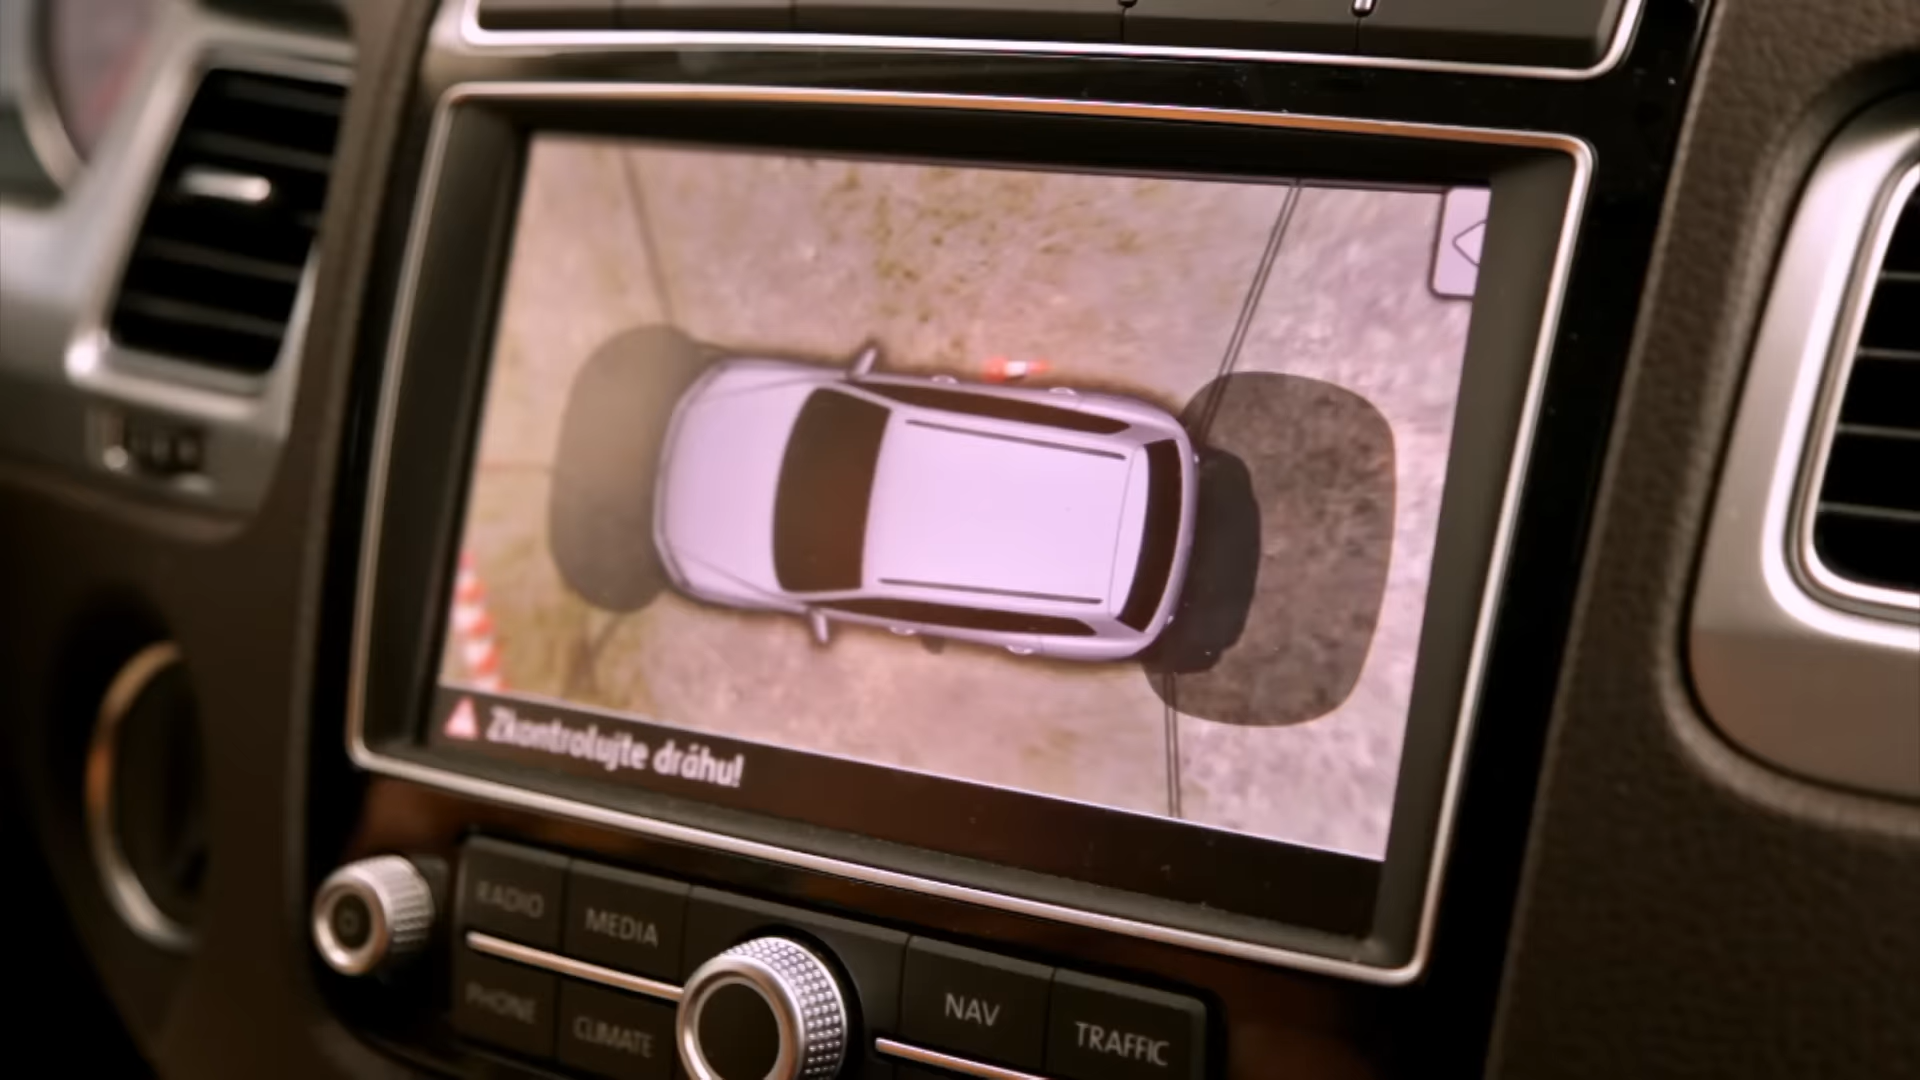 Zkontrolujte dráhu!
RADIO
MEDIA
PHONE
CLIMATE
NAV
TRAFFIC